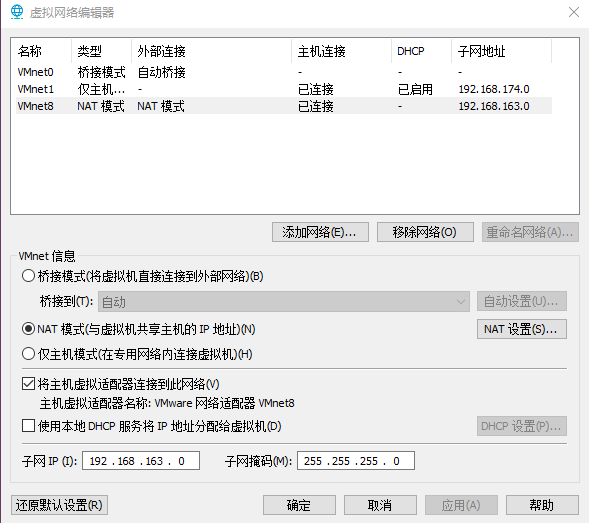 虚拟网络编辑器
名称 类型 外部连接 主机连接 DHCP 子网地址
VMnet0 桥接模式 自动桥接 - - -
VMnet1 仅主机... - 已连接 已启用 192.168.174.0
VMnet8 NAT 模式 NAT 模式 已连接 - 192.168.163.0
添加网络(E)... 移除网络(O) 重命名网络(A)...
VMnet 信息
桥接模式(将虚拟机直接连接到外部网络)(B)
桥接到(T): 自动 自动设置(U)...
NAT 模式(与虚拟机共享主机的 IP 地址)(N) NAT 设置(S)...
仅主机模式(在专用网络内连接虚拟机)(H)
将主机虚拟适配器连接到此网络(V)
主机虚拟适配器名称: VMware 网络适配器 VMnet8
使用本地 DHCP 服务将 IP 地址分配给虚拟机(D) DHCP 设置(P)...
子网 IP (I): 192 .168 .163 . 0 子网掩码(M): 255 .255 .255 . 0
还原默认设置(R) 确定 取消 应用(A) 帮助